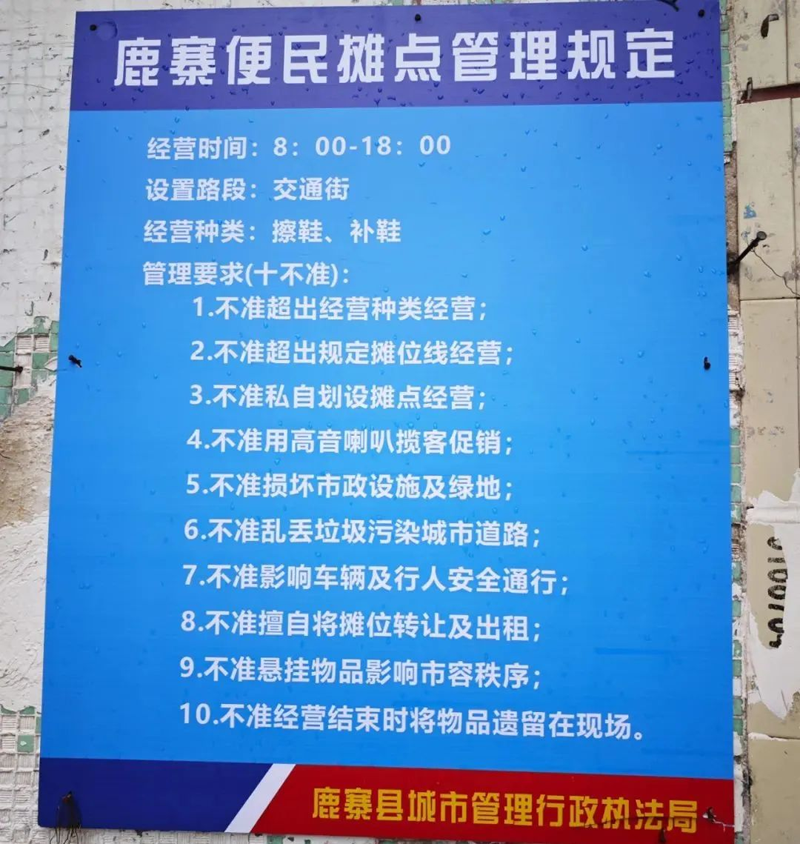 鹿寨便民摊点管理规定
经营时间：8：00-18：00
设置路段：交通街
经营种类：擦鞋、补鞋
管理要求(十不准)：
1.不准超出经营种类经营；
2.不准超出规定摊位线经营；
3.不准私自划设摊点经营；
4.不准用高音喇叭揽客促销；
5.不准损坏市政设施及绿地；
6.不准乱丢垃圾污染城市道路；
7.不准影响车辆及行人安全通行；
8.不准擅自将摊位转让及出租；
9.不准悬挂物品影响市容秩序；
10.不准经营结束时将物品遗留在现场。
鹿寨县城市管理行政执法局